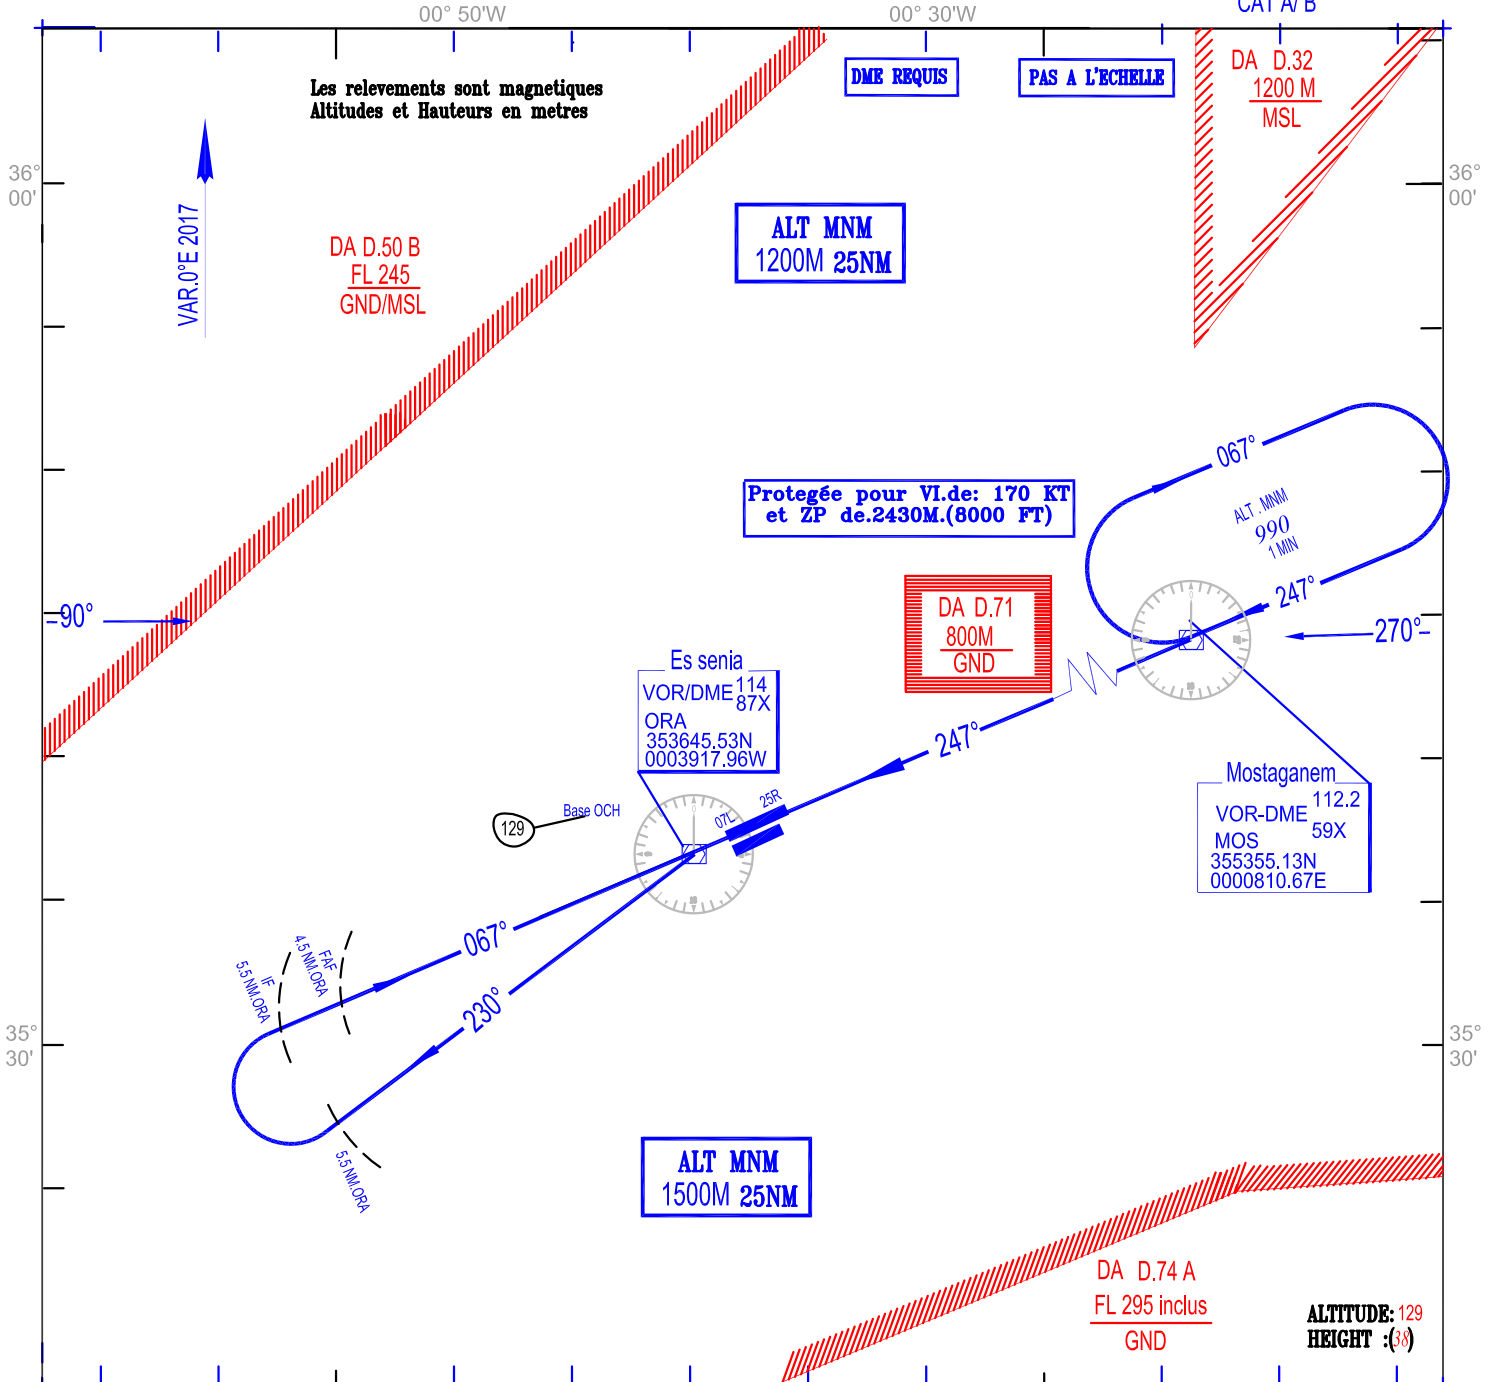 00° 50'W
00° 30'W
CAT A/ B
Les relevements sont magnetiques
Altitudes et Hauteurs en metres
DME REQUIS
PAS A L'ECHELLE
DA D.32
1200 M
MSL
36°
00'
36°
00'
VAR.0°E 2017
DA D.50 B
FL 245
GND/MSL
ALT MNM
1200M 25NM
067°
Protegée pour VI.de: 170 KT
et ZP de.2430M.(8000 FT)
ALT . MNM
990
1 MIN
247°
90°
270°
DA D.71
800M
GND
Es senia
VOR/DME 114
87X
ORA
353645.53N
0003917.96W
247°
Mostaganem
112.2
VOR-DME
59X
MOS
355355.13N
0000810.67E
129
Base OCH
07L
25R
067°
FAF
4.5 NM.ORA
IF
5.5 NM.ORA
230°
35°
30'
35°
30'
5.5 NM.ORA
ALT MNM
1500M 25NM
DA D.74 A
FL 295 inclus
GND
ALTITUDE: 129
HEIGHT :(38)